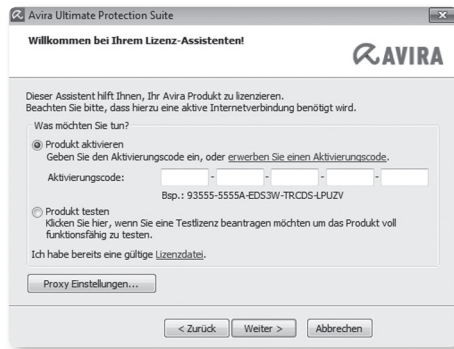 Avira Ultimate Protection Suite
Willkommen bei Ihrem Lizenz-Assistenten!
AVIRA
Dieser Assistent hilft Ihnen, Ihr Avira Produkt zu lizenzieren.
Beachten Sie bitte, dass hierzu eine aktive Internetverbindung benötigt wird.
Was möchten Sie tun?
Produkt aktivieren
Geben Sie den Aktivierungscode ein, oder erwerben Sie einen Aktivierungscode.
Aktivierungscode: - - - -
Bsp.: 93555-5555A-EDS3W-TRCDS-LPUZV
Produkt testen
Klicken Sie hier, wenn Sie eine Testlizenz beantragen möchten um das Produkt voll
funktionsfähig zu testen.
Ich habe bereits eine gültige Lizenzdatei.
Proxy Einstellungen...
< Zurück Weiter > Abbrechen